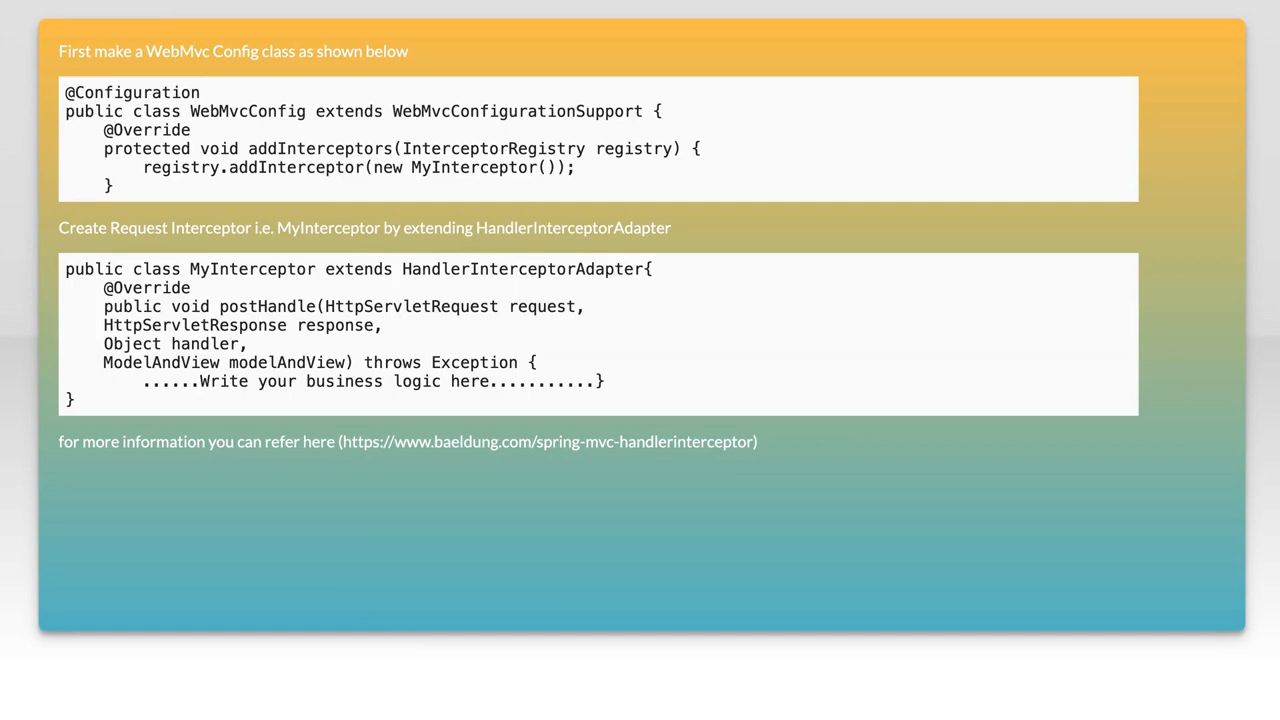 First make a WebMvc Config class as shown below
@Configuration
public class WebMvcConfig extends WebMvcConfigurationSupport {
    @Override
    protected void addInterceptors(InterceptorRegistry registry) {
        registry.addInterceptor(new MyInterceptor());
    }
Create Request Interceptor i.e. MyInterceptor by extending HandlerInterceptorAdapter
public class MyInterceptor extends HandlerInterceptorAdapter{
    @Override
    public void postHandle(HttpServletRequest request,
    HttpServletResponse response,
    Object handler,
    ModelAndView modelAndView) throws Exception {
        ......Write your business logic here...........}
}
for more information you can refer here (https://www.baeldung.com/spring-mvc-handlerinterceptor)